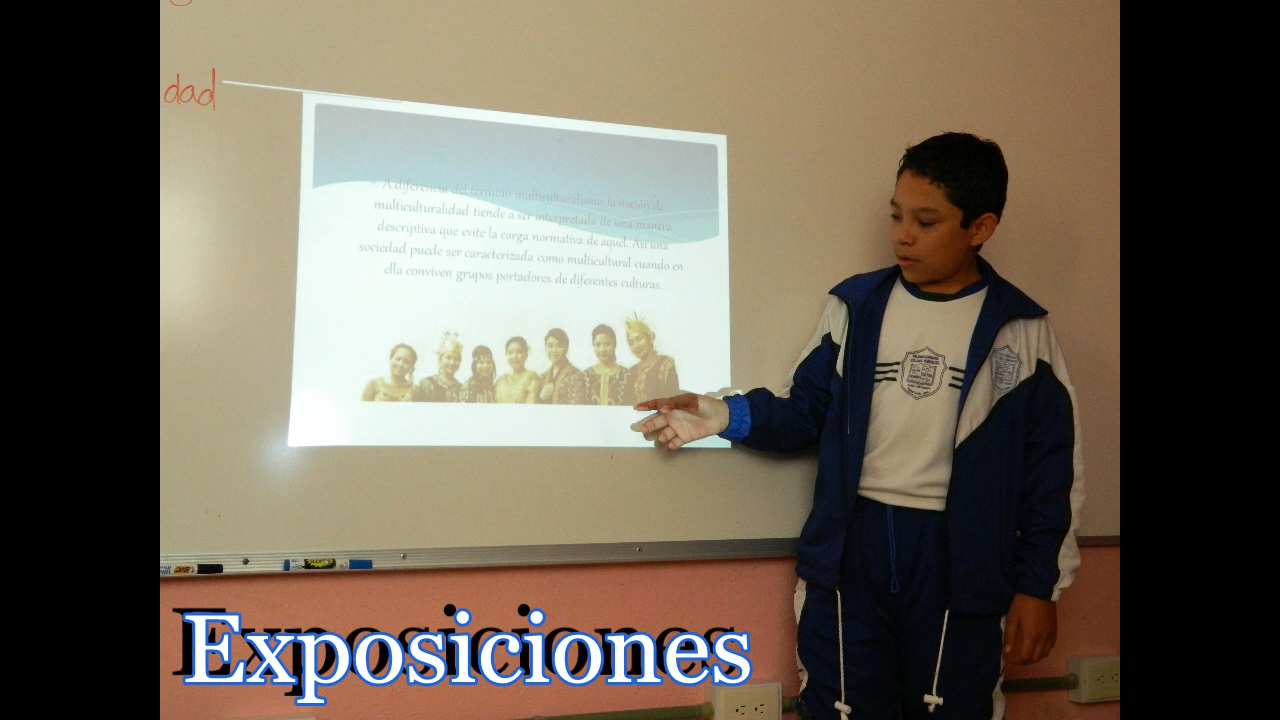 dad
A diferencia del termino multiculturalismo la noción de
multiculturalidad tiende a ser interpretada de una manera
descriptiva que evite la carga normativa de aquel. Así una
sociedad puede ser caracterizada como multicultural cuando en
ella conviven grupos portadores de diferentes culturas.
Exposiciones